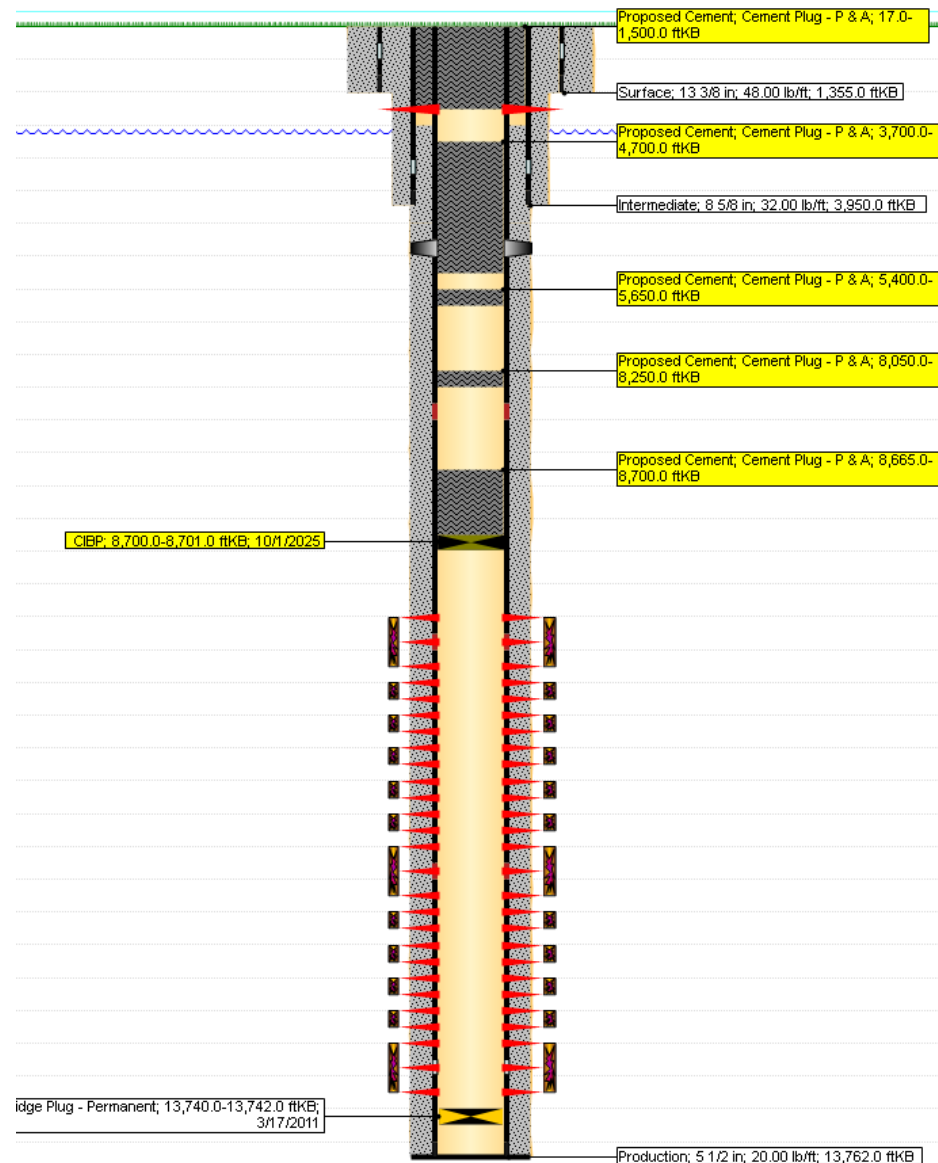 Proposed Cement; Cement Plug - P & A; 17.0-
1,500.0 ftKB
Surface; 13 3/8 in; 48.00 lb/ft; 1,355.0 ftKB
Proposed Cement; Cement Plug - P & A; 3,700.0-
4,700.0 ftKB
Intermediate; 8 5/8 in; 32.00 lb/ft; 3,950.0 ftKB
Proposed Cement; Cement Plug - P & A; 5,400.0-
5,650.0 ftKB
Proposed Cement; Cement Plug - P & A; 8,050.0-
8,250.0 ftKB
Proposed Cement; Cement Plug - P & A; 8,665.0-
8,700.0 ftKB
CIBP; 8,700.0-8,701.0 ftKB; 10/1/2025
idge Plug - Permanent; 13,740.0-13,742.0 ftKB;
3/17/2011
Production; 5 1/2 in; 20.00 lb/ft; 13,762.0 ftKB